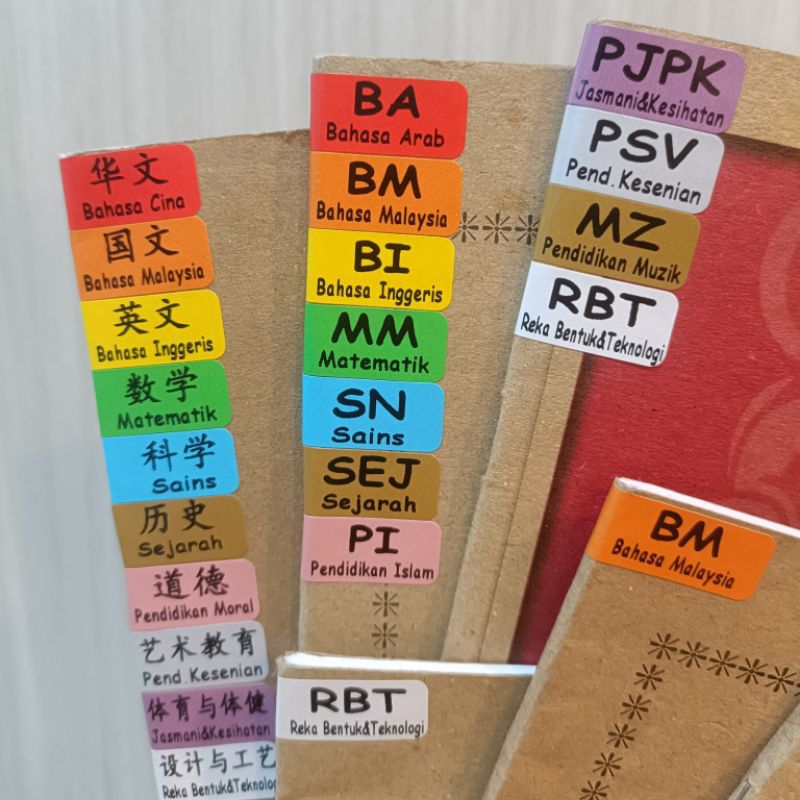 华文
Bahasa Cina
国文
Bahasa Malaysia
英文
Bahasa Inggeris
数学
Matematik
科学
Sains
历史
Sejarah
道德
Pendidikan Moral
艺术教育
Pend.Kesenian
体育与体健
Jasmani&Kesihatan
设计与工艺
Reka Bentuk&Teknolog
BA
Bahasa Arab
BM
Bahasa Malaysia
BI
Bahasa Inggeris
MM
Matematik
SN
Sains
SEJ
Sejarah
PI
Pendidikan Islam
RBT
Reka Bentuk&Teknologi
PJPK
Jasmani&Kesihatan
PSV
Pend.Kesenian
MZ
Pendidikan Muzik
RBT
Reka Bentuk&Teknologi
BM
Bahasa Malaysia